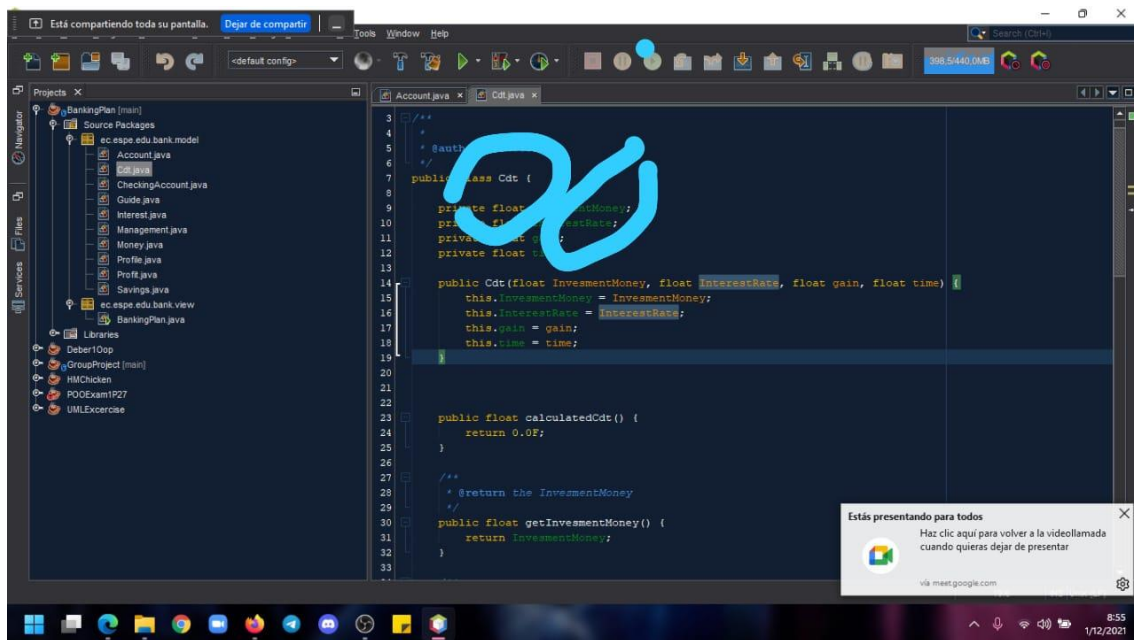 Está compartiendo toda su pantalla. Dejar de compartir
Tools Window Help
Search (Ctrl+I)
<default config>
398,5/440,0MB
Projects
Navigator
Files
Services
BankingPlan [main]
Source Packages
ec.espe.edu.bank.model
Account.java
Cdt.java
CheckingAccount.java
Guide.java
Interest.java
Management.java
Money.java
Profile.java
Profit.java
Savings.java
ec.espe.edu.bank.view
BankingPlan.java
Libraries
Deber1Oop
GroupProject [main]
HMChicken
POOExam1P27
UMLExcercise
Account.java Cdt.java
3 /**
4 *
5 * @auth
6 */
7 public class Cdt {
8
9 private float Money;
10 float
11 private
12 private float
13
14 public Cdt(float InvesmentMoney, float InterestRate, float gain, float time) {
15 this.InvesmentMoney = InvesmentMoney;
16 this.InterestRate = InterestRate;
17 this.gain = gain;
18 this.time = time;
19 }
20
21
22
23 public float calculatedCdt() {
24 return 0.0F;
25 }
26
27 /**
28 * @return the InvesmentMoney
29 */
30 public float getInvesmentMoney() {
31 return InvesmentMoney;
32 }
33
Estás presentando para todos
Haz clic aquí para volver a la videollamada
cuando quieras dejar de presentar
vía meet.google.com
8:55
1/12/2021